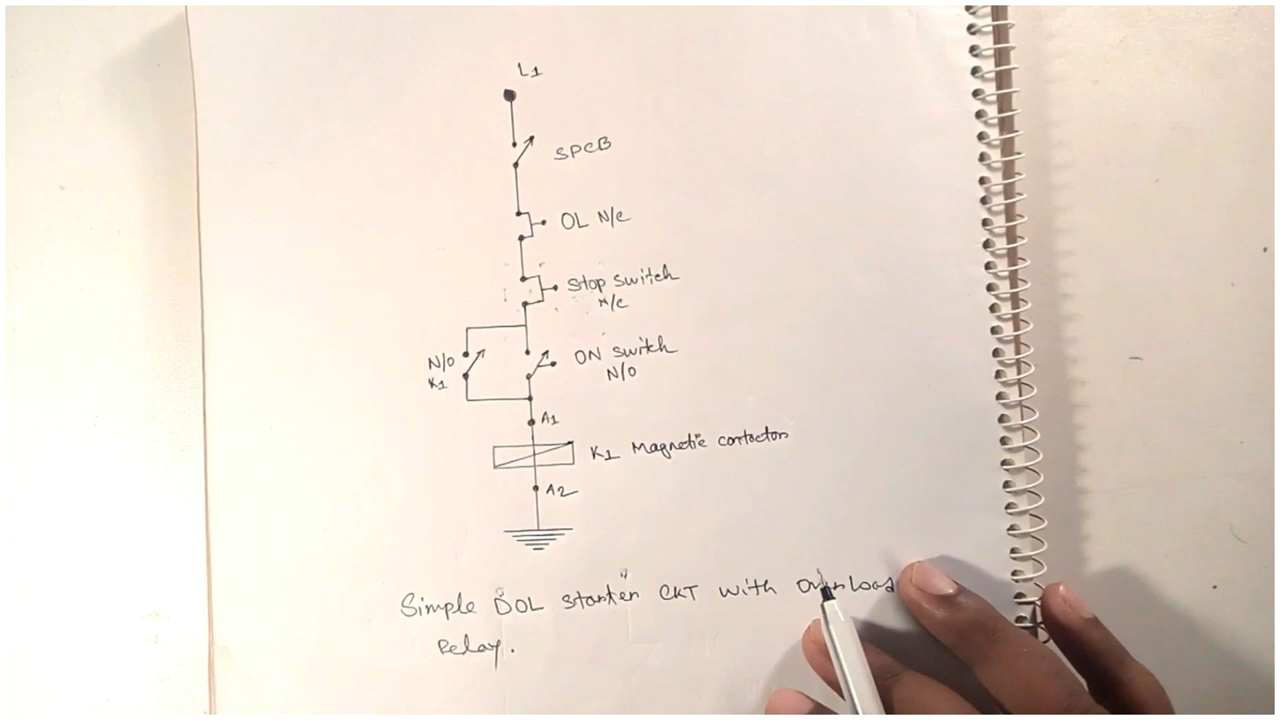 L1
SPCB
OL N/C
Stop switch
N/C
N/O
K1
ON switch
N/O
A1
K1 Magnetic contactor
A2
Simple DOL starter CKT with overload
Relay.